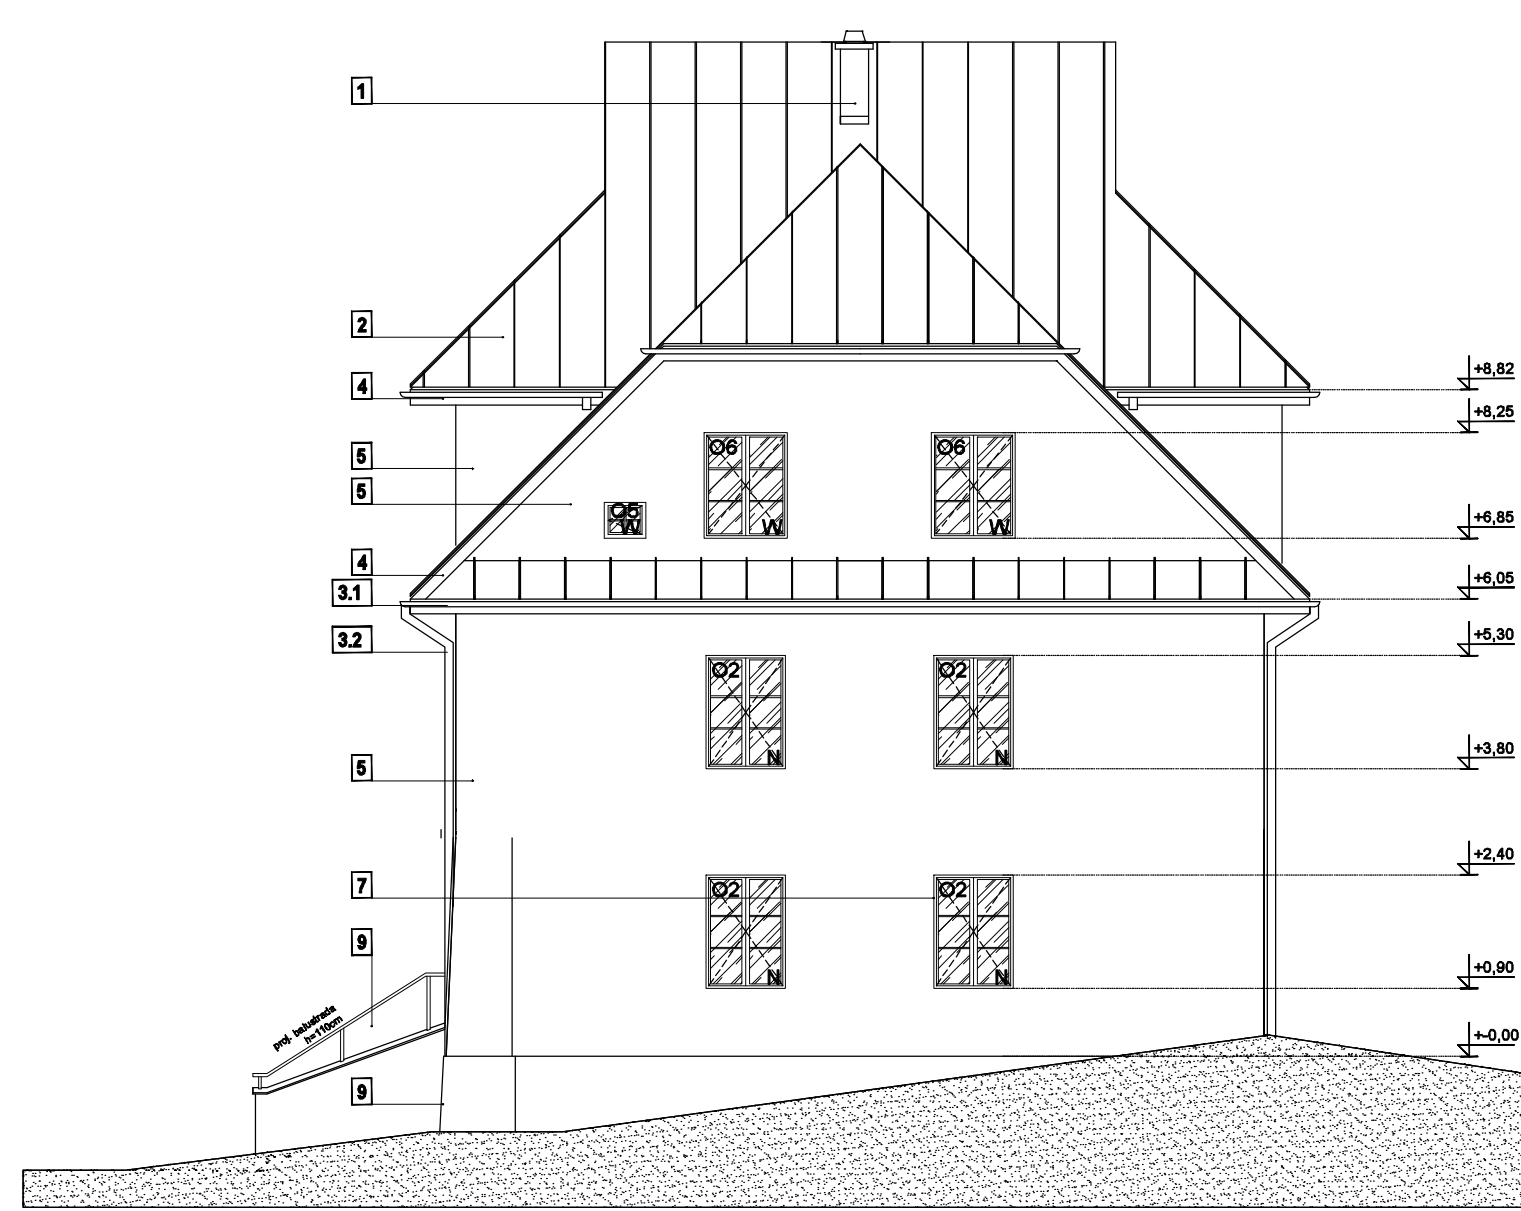 1
2
+8,82
4
+8,25
O6
O6
5
5
O5
W
W
W
+6,85
4
3.1
+6,05
3.2
+5,30
O2
O2
N
N
+3,80
5
+2,40
7
O2
O2
9
N
N
+0,90
proj. balustrada
h=110cm
+-0,00
9